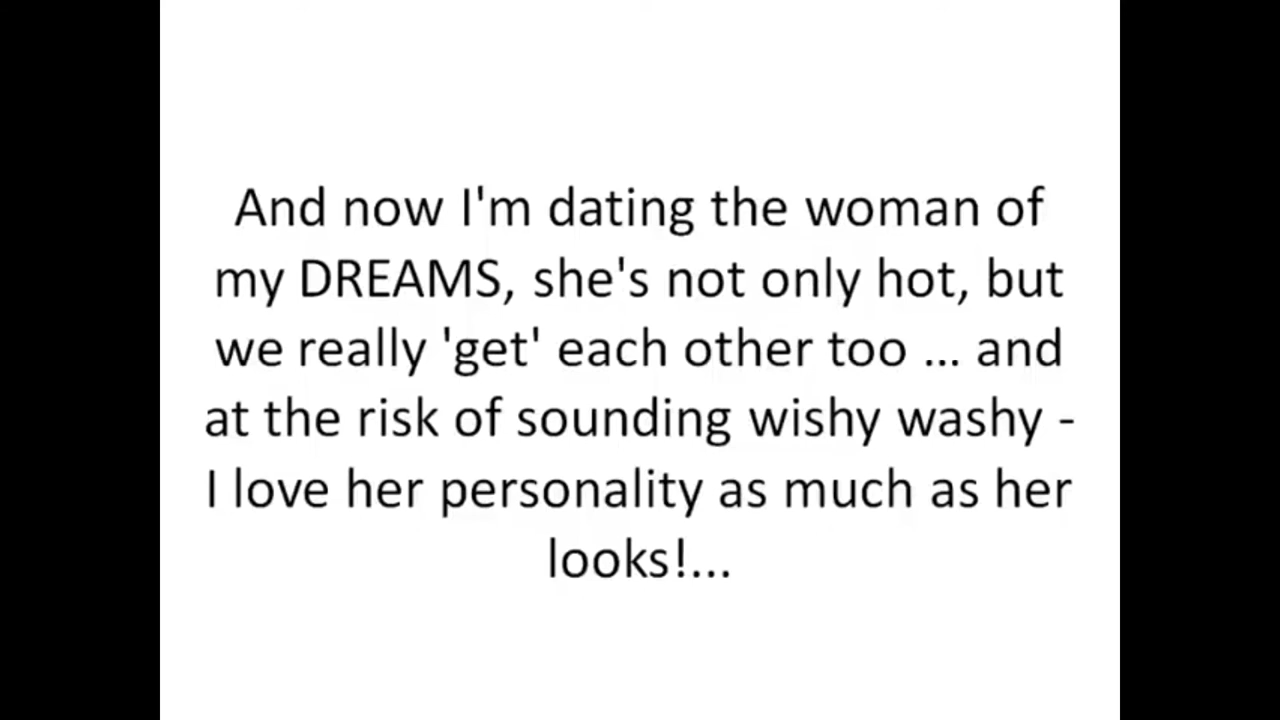 And now I'm dating the woman of
my DREAMS, she's not only hot, but
we really 'get' each other too ... and
at the risk of sounding wishy washy -
I love her personality as much as her
looks!...